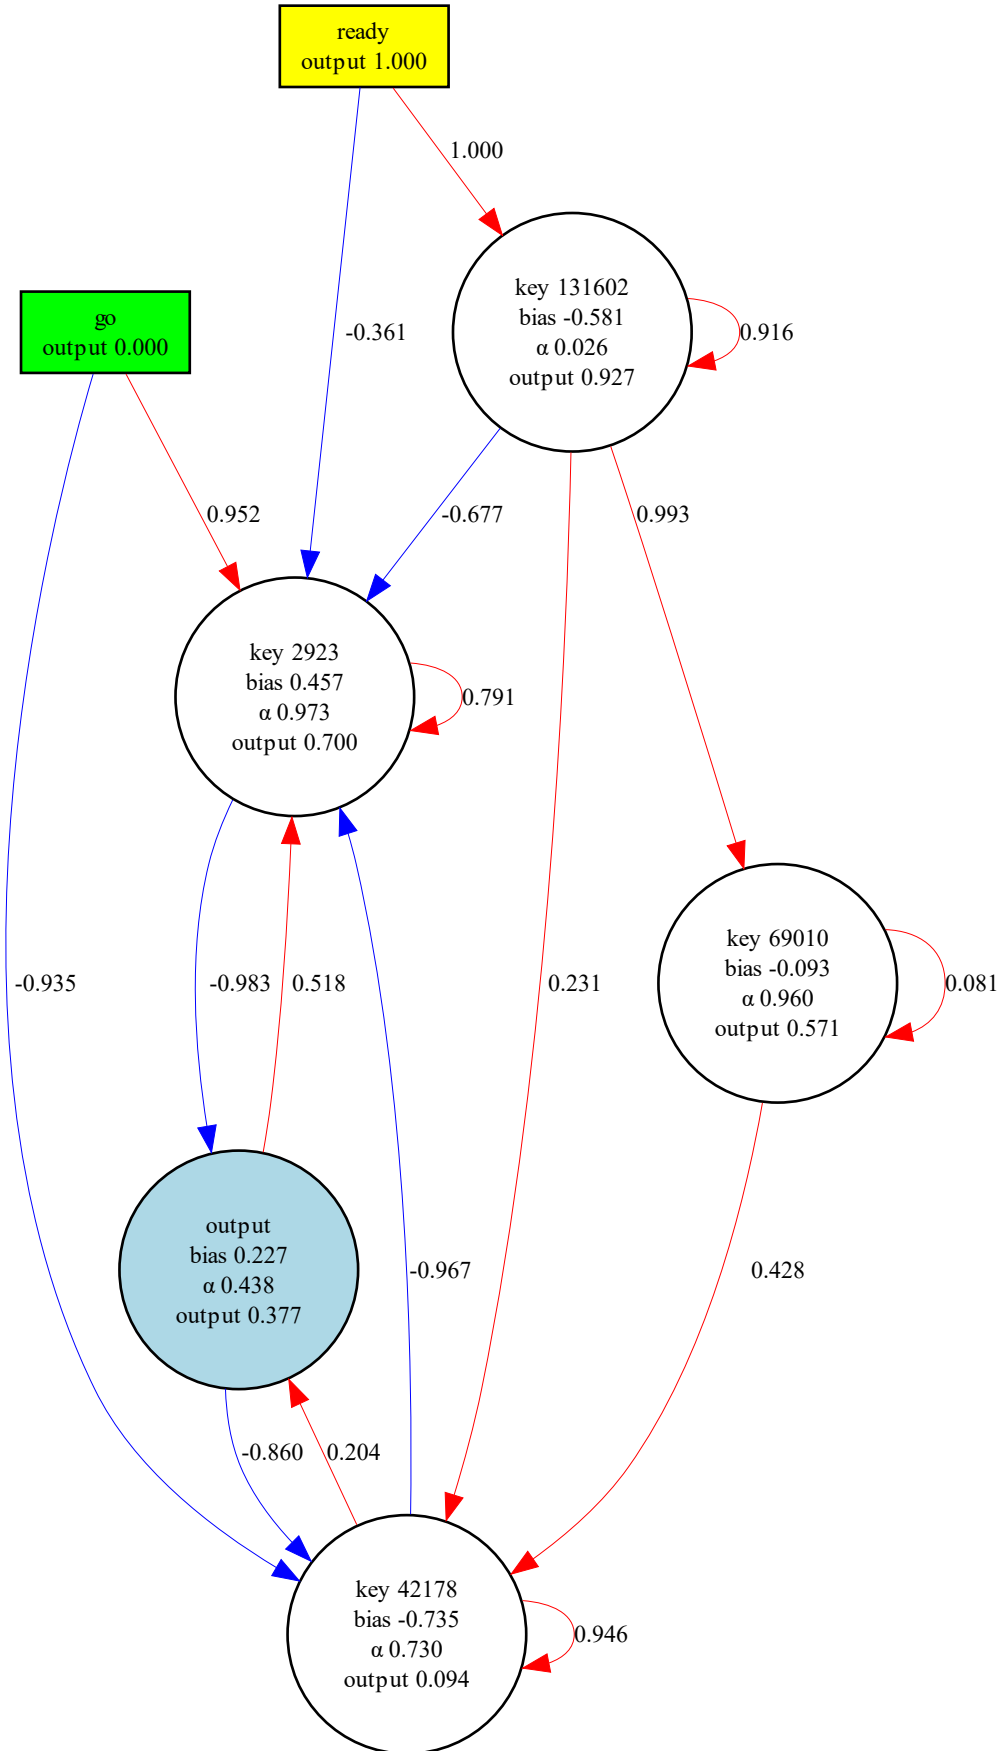 ready
output 1.000
1.000
go
output 0.000
-0.361
key 131602
bias -0.581
α 0.026
output 0.927
0.916
0.952
-0.677
0.993
key 2923
bias 0.457
α 0.973
output 0.700
0.791
-0.935
-0.983
0.518
0.231
key 69010
bias -0.093
α 0.960
output 0.571
0.081
output
bias 0.227
α 0.438
output 0.377
-0.967
0.428
-0.860
0.204
key 42178
bias -0.735
α 0.730
output 0.094
0.946